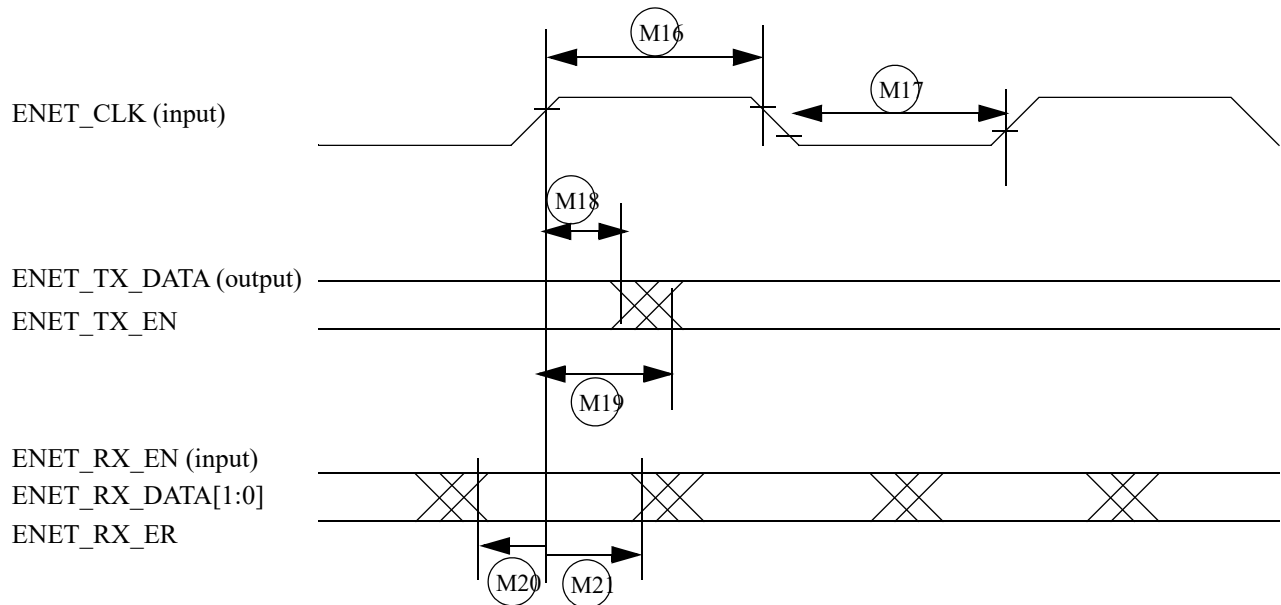 M16
ENET_CLK (input)
M17
M18
ENET_TX_DATA (output)
ENET_TX_EN
M19
ENET_RX_EN (input)
ENET_RX_DATA[1:0]
ENET_RX_ER
M20
M21